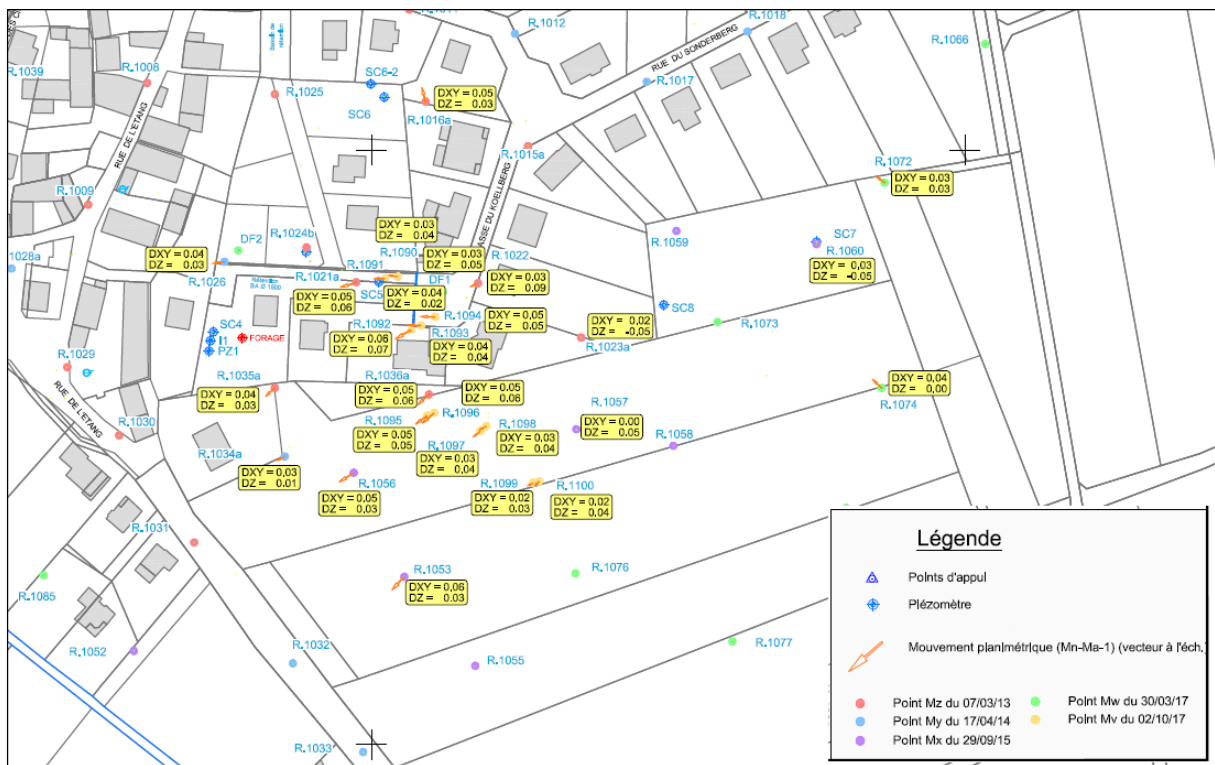 R.1012
R.1018
R.1066
R.1039
R.1008
R.1025
SC6-2
SC6
DXY = 0.05
DZ = 0.03
R.1016a
R.1017
RUE DU SONDERBERG
RUE DE L'ETANG
R.1015a
R.1072
DXY = 0.03
DZ = 0.03
R.1009
R.1028a
DF2
R.1024b
DXY = 0.03
DZ = 0.04
R.1059
SC7
R.1060
DXY = 0.03
DZ = -0.05
DXY = 0.04
DZ = 0.03
R.1026
R.1090
R.1091
R.1021a
SC5
DXY = 0.03
DZ = 0.05
DF1
R.1022
DXY = 0.03
DZ = 0.09
DXY = 0.04
DZ = 0.02
DXY = 0.05
DZ = 0.06
SC8
R.1073
SC4
I1
PZ1
FORAGE
R.1092
R.1094
R.1093
DXY = 0.05
DZ = 0.05
DXY = 0.02
DZ = -0.05
R.1023a
DXY = 0.06
DZ = 0.07
DXY = 0.04
DZ = 0.04
R.1029
R.1035a
DXY = 0.04
DZ = 0.03
R.1036a
DXY = 0.05
DZ = 0.06
DXY = 0.05
DZ = 0.06
DXY = 0.04
DZ = 0.00
R.1074
RUE DE L'ETANG
R.1030
R.1095
R.1096
R.1098
R.1057
DXY = 0.00
DZ = 0.05
R.1058
DXY = 0.05
DZ = 0.05
R.1097
DXY = 0.03
DZ = 0.04
DXY = 0.03
DZ = 0.04
R.1034a
DXY = 0.03
DZ = 0.01
R.1056
DXY = 0.05
DZ = 0.03
R.1099
R.1100
DXY = 0.02
DZ = 0.03
DXY = 0.02
DZ = 0.04
R.1031
R.1053
DXY = 0.06
DZ = 0.03
R.1076
R.1085
R.1052
R.1032
R.1055
R.1077
R.1033
Légende
Points d'appui
Piézomètre
Mouvement planimétrique (Mn-Ma-1) (vecteur à l'éch.
Point Mz du 07/03/13
Point Mw du 30/03/17
Point My du 17/04/14
Point Mv du 02/10/17
Point Mx du 29/09/15